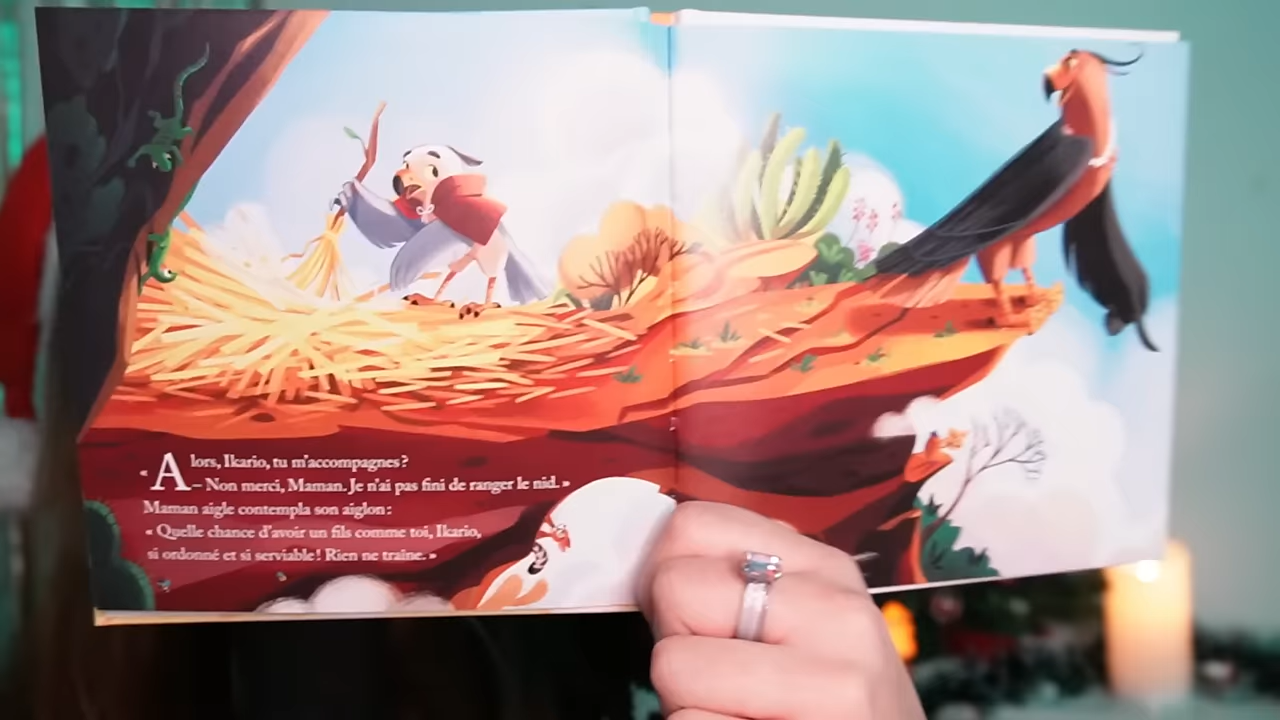 « Alors, Ikario, tu m'accompagnes ?
– Non merci, Maman. Je n'ai pas fini de ranger le nid. »
Maman aigle contempla son aiglon :
« Quelle chance d'avoir un fils comme toi, Ikario,
si ordonné et si serviable ! Rien ne traîne. »